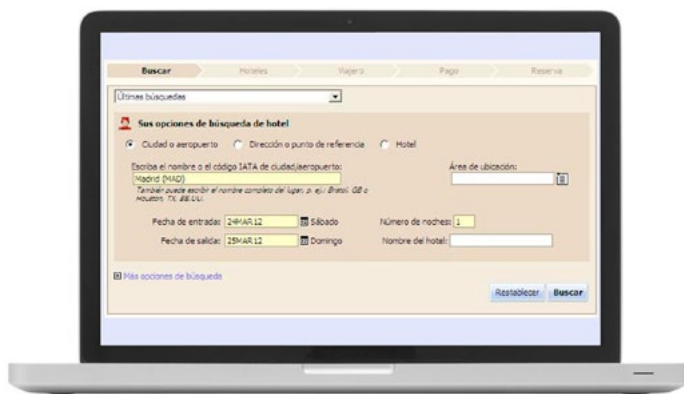 Buscar Hoteles Viajero Pago Reserva
Últimas búsquedas
Sus opciones de búsqueda de hotel
Ciudad o aeropuerto Dirección o punto de referencia Hotel
Escriba el nombre o el código IATA de ciudad/aeropuerto: Área de ubicación:
Madrid (MAD)
También puede escribir el nombre completo del lugar, p. ej.: Bristol, GB o
Houston, TX, EE.UU.
Fecha de entrada: 24MAR12 Sábado Número de noches: 1
Fecha de salida: 25MAR12 Domingo Nombre del hotel:
Más opciones de búsqueda
Restablecer Buscar